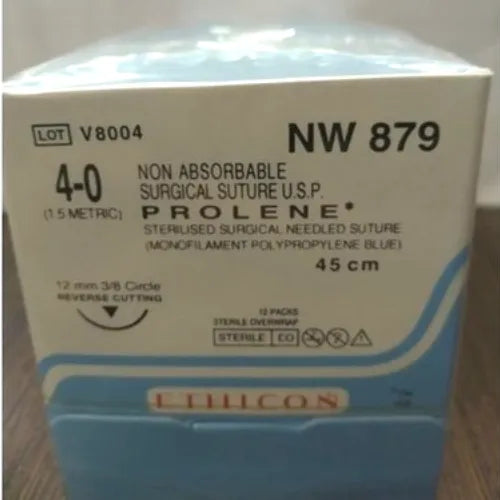 LOT V8004
NW 879
4-0
(1.5 METRIC)
NON ABSORBABLE
SURGICAL SUTURE U.S.P.
PROLENE*
STERILISED SURGICAL NEEDLED SUTURE
(MONOFILAMENT POLYPROPYLENE BLUE)
45 cm
12 mm 3/8 Circle
REVERSE CUTTING
12 PACKS
STERILE OVERWRAP
STERILE EO
ETHICON